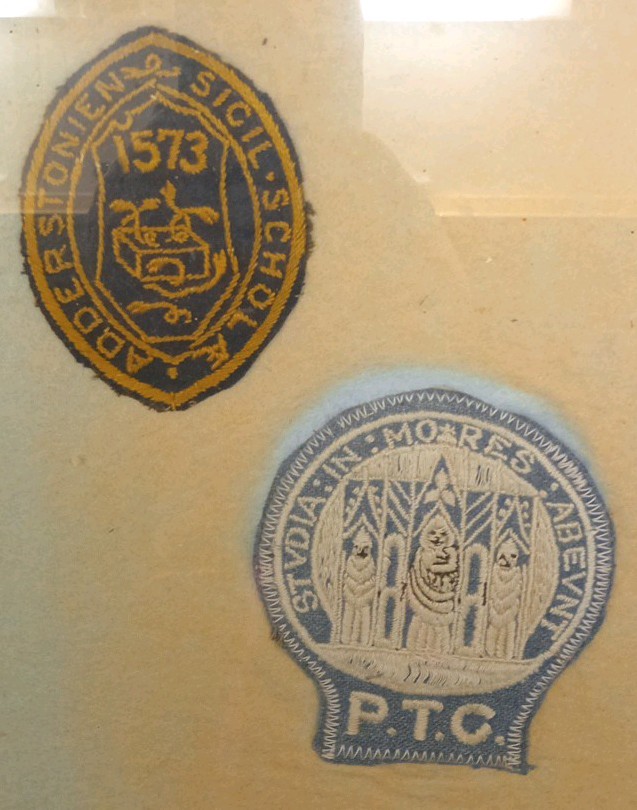 SIGIL · SCHOLÆ · ADDERSTONIEN
1573
STVDIA : IN : MORES · ABEVNT
P.T.C.